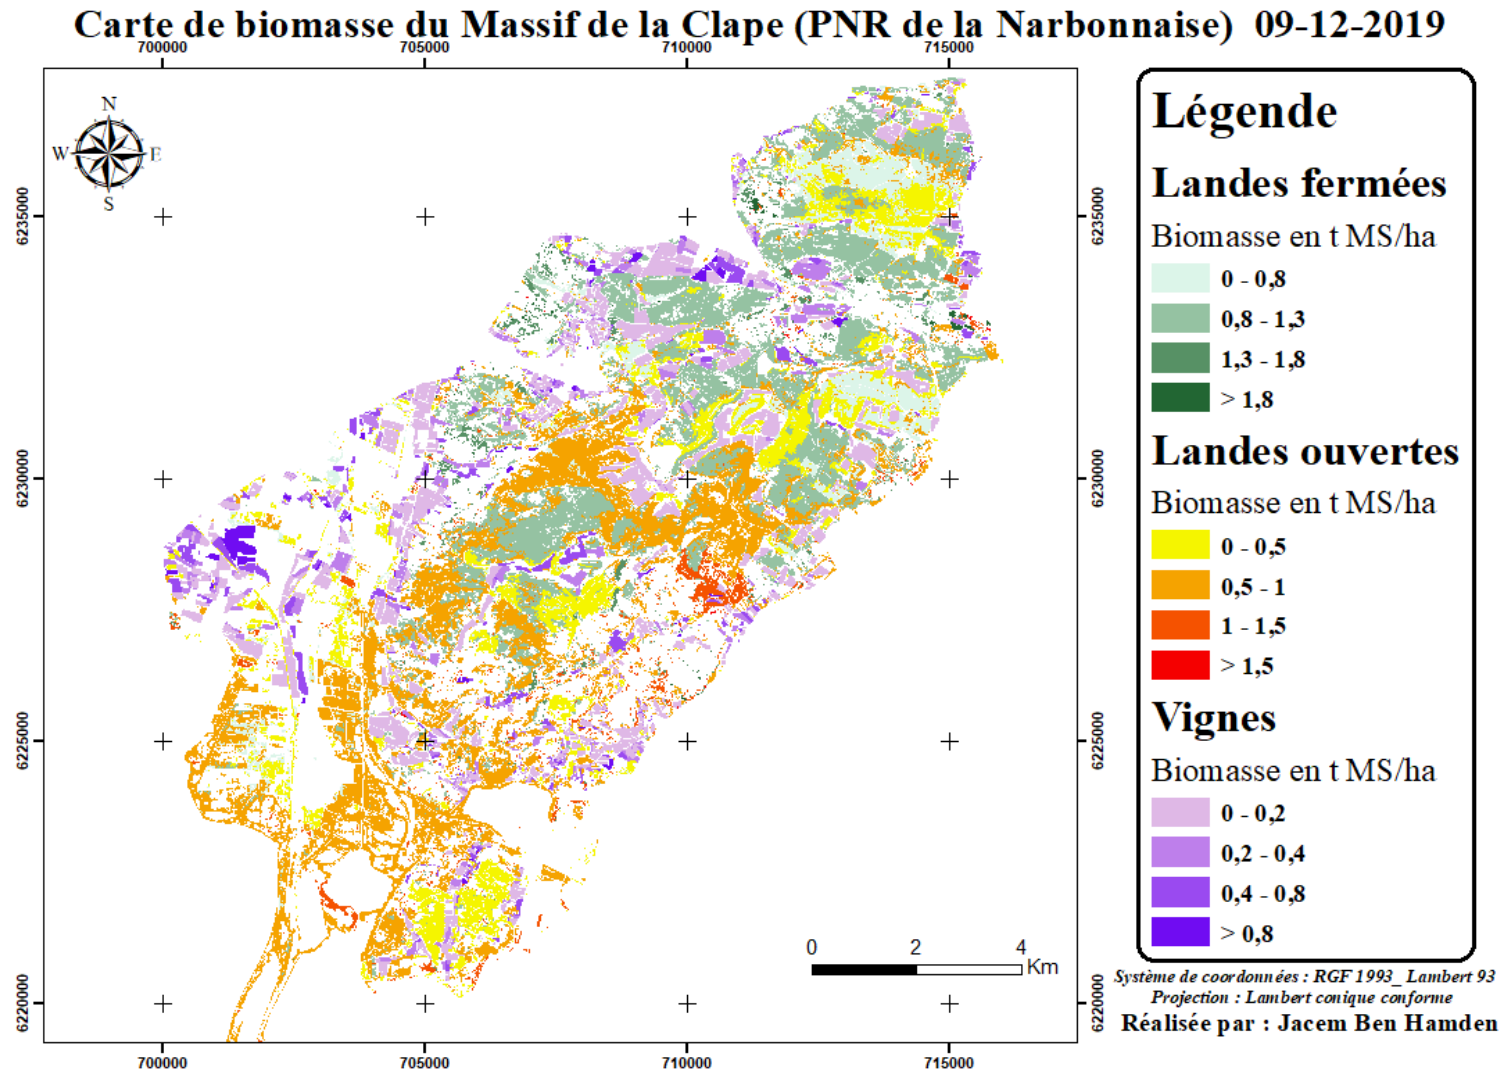 Carte de biomasse du Massif de la Clape (PNR de la Narbonnaise) 09-12-2019
700000 705000 710000 715000
N
W E
S
6235000 6235000
6230000 6230000
6225000 6225000
6220000 6220000
0 2 4
Km
700000 705000 710000 715000
Légende
Landes fermées
Biomasse en t MS/ha
0 - 0,8
0,8 - 1,3
1,3 - 1,8
> 1,8
Landes ouvertes
Biomasse en t MS/ha
0 - 0,5
0,5 - 1
1 - 1,5
> 1,5
Vignes
Biomasse en t MS/ha
0 - 0,2
0,2 - 0,4
0,4 - 0,8
> 0,8
Système de coordonnées : RGF 1993_ Lambert 93
Projection : Lambert conique conforme
Réalisée par : Jacem Ben Hamden